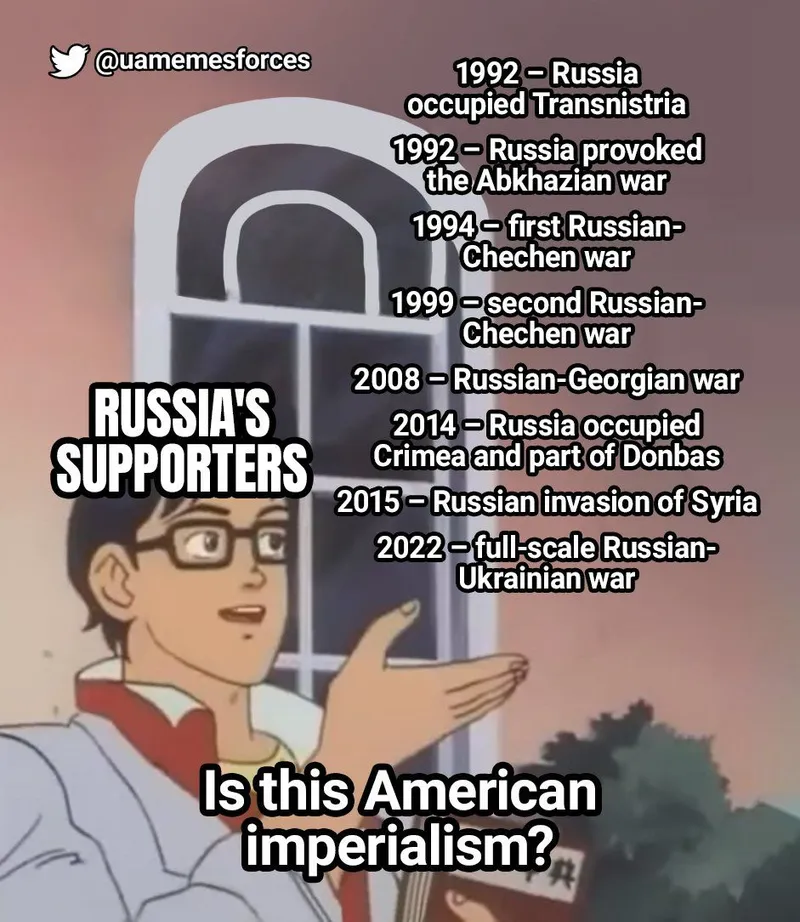 @uamemesforces
1992 – Russia
occupied Transnistria
1992 – Russia provoked
the Abkhazian war
1994 – first Russian-
Chechen war
1999 – second Russian-
Chechen war
2008 – Russian-Georgian war
2014 – Russia occupied
Crimea and part of Donbas
2015 – Russian invasion of Syria
2022 – full-scale Russian-
Ukrainian war
RUSSIA'S
SUPPORTERS
Is this American
imperialism?